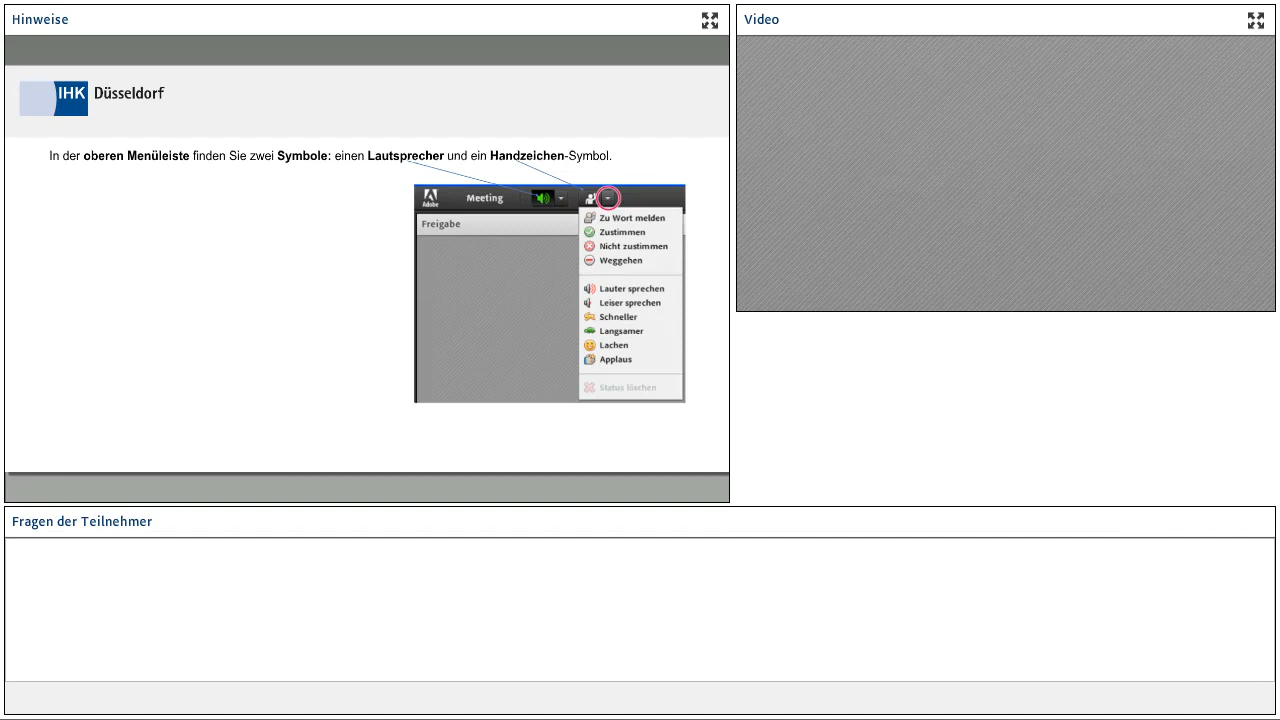 Hinweise
Video
IHK Düsseldorf
In der oberen Menüleiste finden Sie zwei Symbole: einen Lautsprecher und ein Handzeichen-Symbol.
Adobe
Meeting
Freigabe
Zu Wort melden
Zustimmen
Nicht zustimmen
Weggehen
Lauter sprechen
Leiser sprechen
Schneller
Langsamer
Lachen
Applaus
Status löschen
Fragen der Teilnehmer